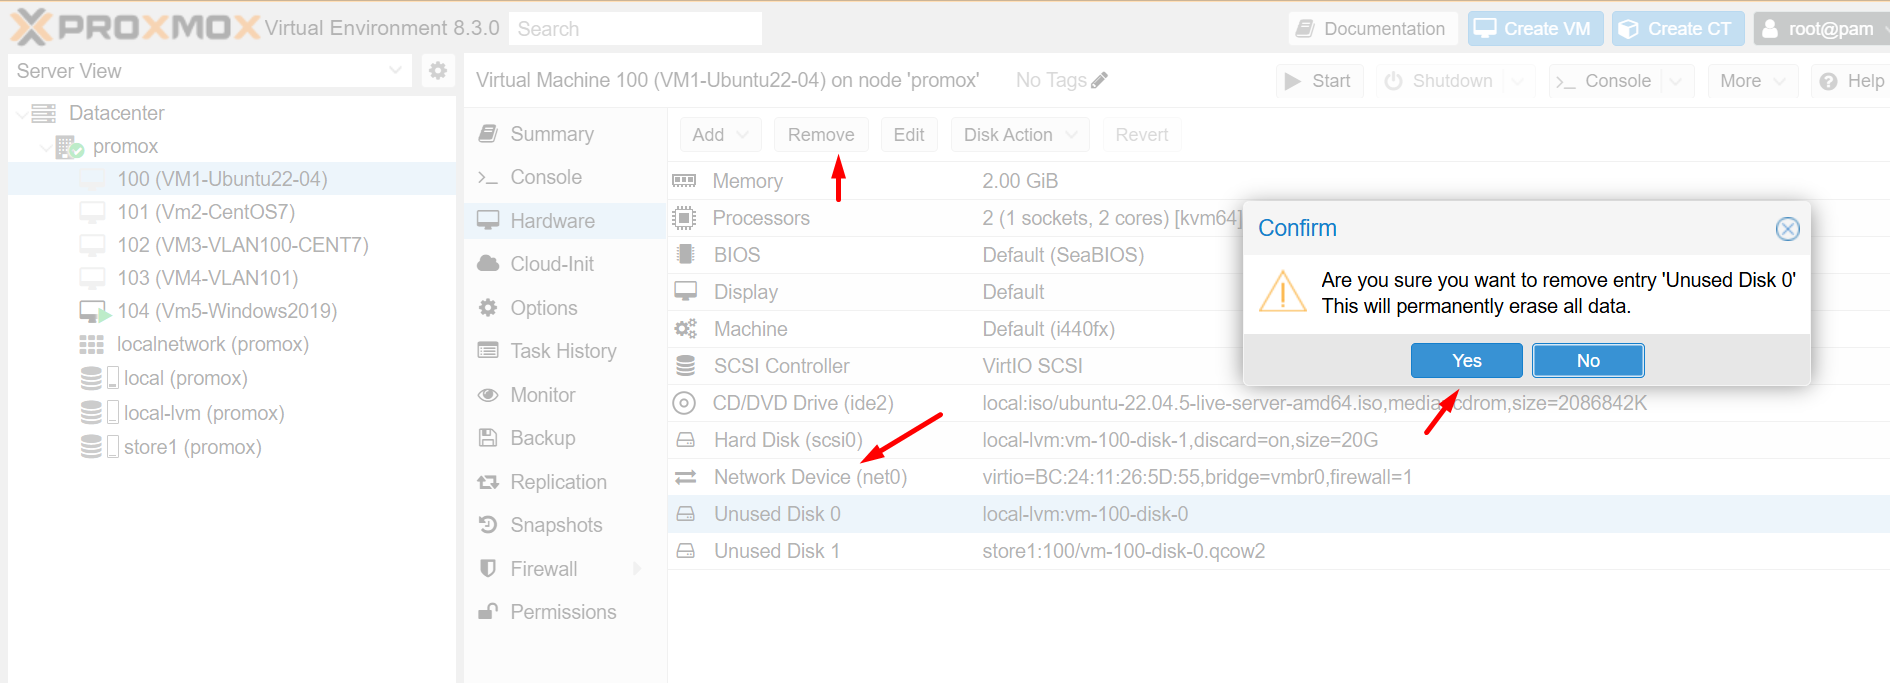 PROXMOX Virtual Environment 8.3.0 Search Documentation Create VM Create CT root@pam
Server View
Virtual Machine 100 (VM1-Ubuntu22-04) on node 'promox' No Tags Start Shutdown Console More Help
Datacenter
promox
100 (VM1-Ubuntu22-04)
101 (Vm2-CentOS7)
102 (VM3-VLAN100-CENT7)
103 (VM4-VLAN101)
104 (Vm5-Windows2019)
localnetwork (promox)
local (promox)
local-lvm (promox)
store1 (promox)
Summary
Console
Hardware
Cloud-Init
Options
Task History
Monitor
Backup
Replication
Snapshots
Firewall
Permissions
Add Remove Edit Disk Action Revert
Memory 2.00 GiB
Processors 2 (1 sockets, 2 cores) [kvm64]
BIOS Default (SeaBIOS)
Display Default
Machine Default (i440fx)
SCSI Controller VirtIO SCSI
CD/DVD Drive (ide2) local:iso/ubuntu-22.04.5-live-server-amd64.iso,media=cdrom,size=2086842K
Hard Disk (scsi0) local-lvm:vm-100-disk-1,discard=on,size=20G
Network Device (net0) virtio=BC:24:11:26:5D:55,bridge=vmbr0,firewall=1
Unused Disk 0 local-lvm:vm-100-disk-0
Unused Disk 1 store1:100/vm-100-disk-0.qcow2
Confirm
Are you sure you want to remove entry 'Unused Disk 0'
This will permanently erase all data.
Yes No